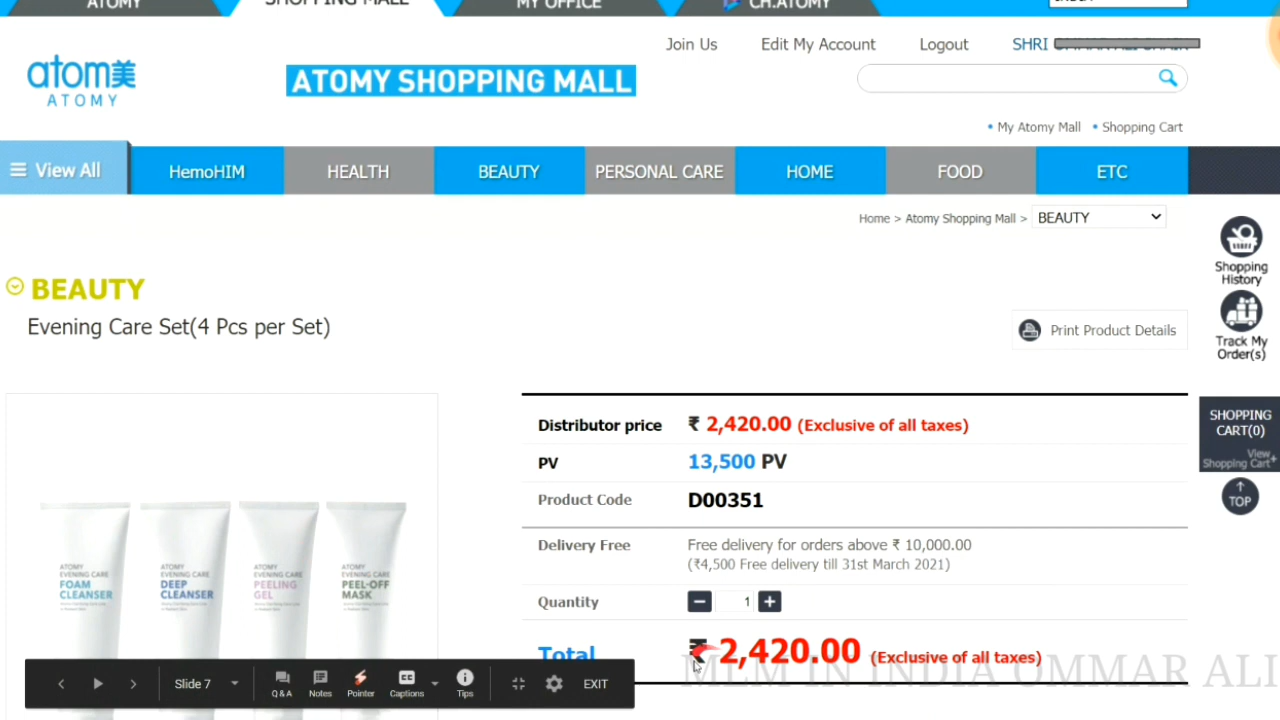 ATOMY
SHOPPING MALL
MY OFFICE
CH.ATOMY
Join Us
Edit My Account
Logout
SHRI
atom美
ATOMY
ATOMY SHOPPING MALL
• My Atomy Mall • Shopping Cart
View All
HemoHIM
HEALTH
BEAUTY
PERSONAL CARE
HOME
FOOD
ETC
Home > Atomy Shopping Mall >
BEAUTY
Shopping
History
BEAUTY
Evening Care Set(4 Pcs per Set)
Print Product Details
Track My
Order(s)
Distributor price
₹ 2,420.00 (Exclusive of all taxes)
PV
13,500 PV
Product Code
D00351
SHOPPING
CART(0)
View
Shopping Cart+
TOP
Delivery Free
Free delivery for orders above ₹ 10,000.00
(₹4,500 Free delivery till 31st March 2021)
Quantity
1
Total
₹ 2,420.00 (Exclusive of all taxes)
ATOMY
EVENING CARE
FOAM
CLEANSER
ATOMY
EVENING CARE
DEEP
CLEANSER
ATOMY
EVENING CARE
PEELING
GEL
ATOMY
EVENING CARE
PEEL-OFF
MASK
MLM IN INDIA OMMAR ALI
Slide 7
Q & A
Notes
Pointer
Captions
Tips
EXIT